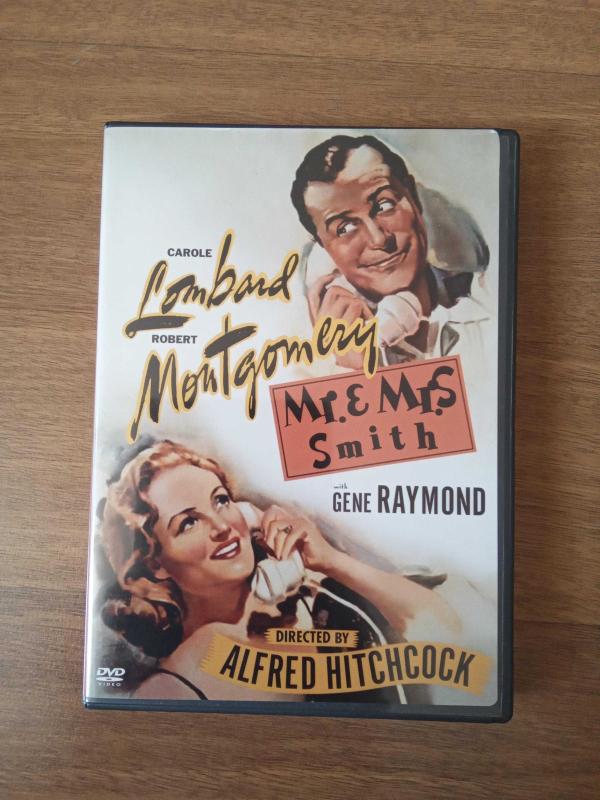 CAROLE
Lombard
ROBERT
Montgomery
Mr. & Mrs
Smith
with
GENE RAYMOND
DIRECTED BY
ALFRED HITCHCOCK
DVD
VIDEO